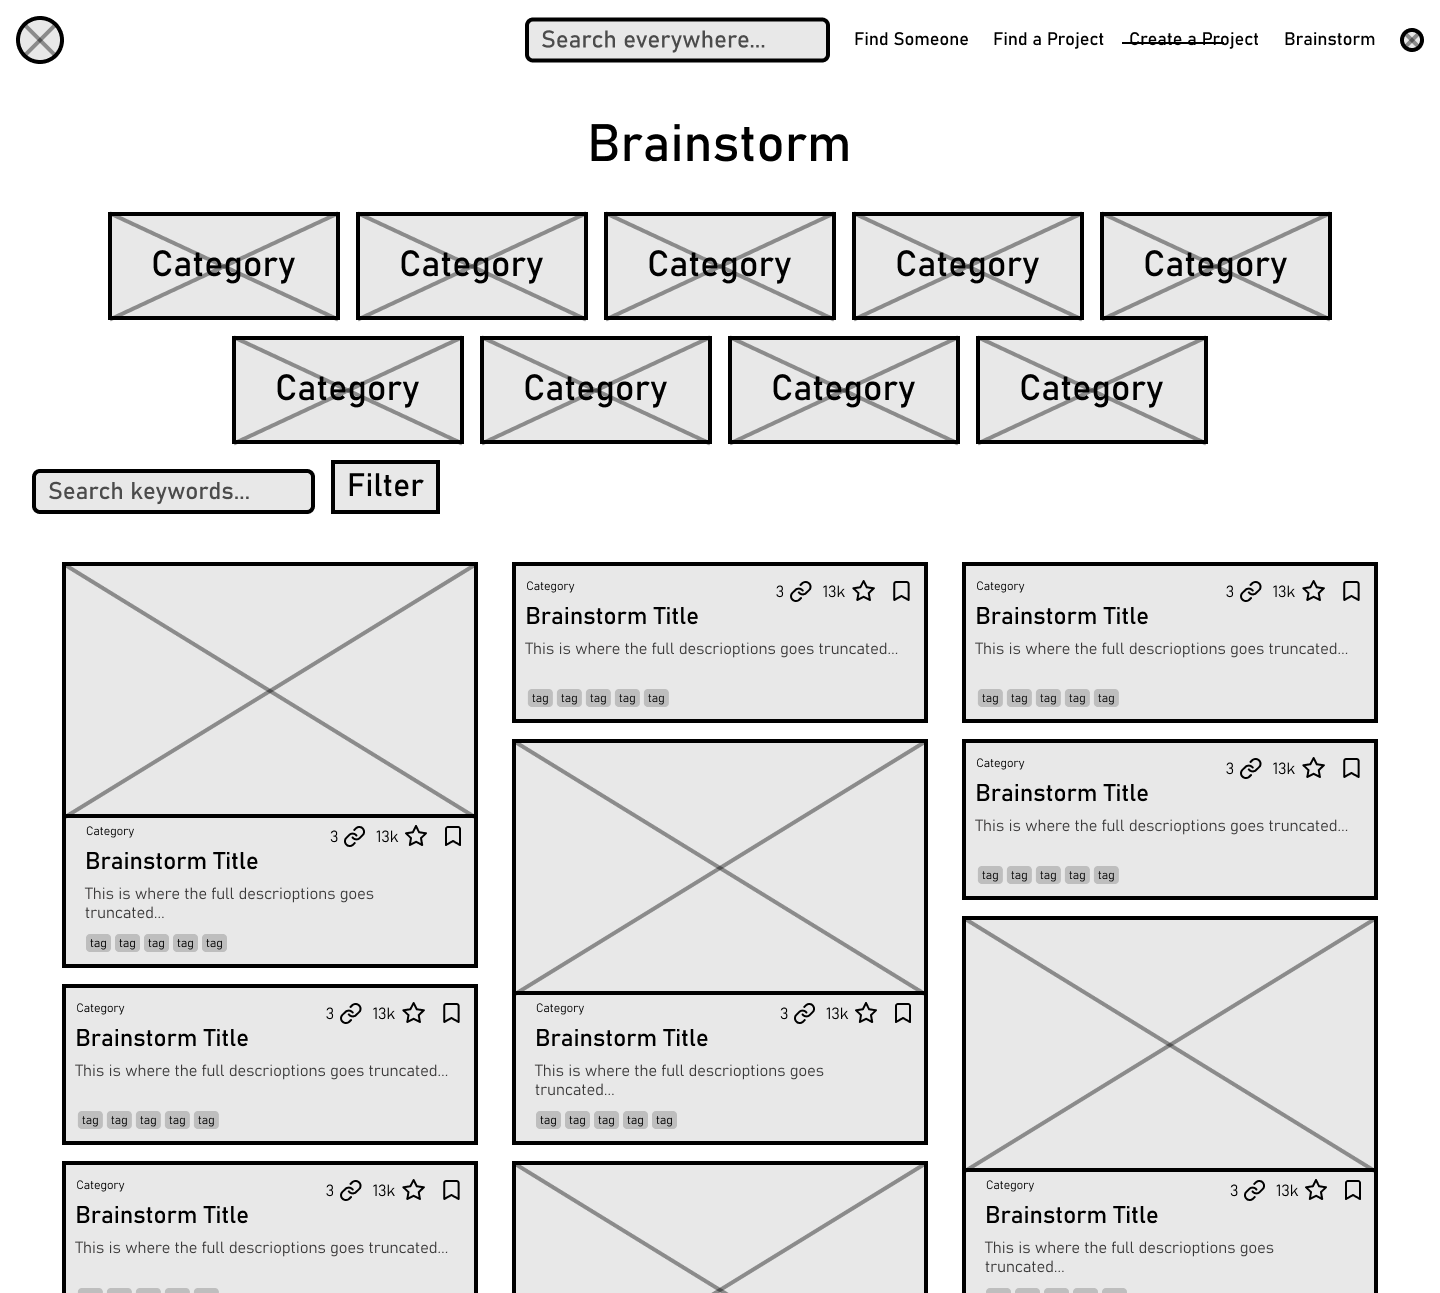 Search everywhere...
Find Someone
Find a Project
Create a Project
Brainstorm
Brainstorm
Category
Category
Category
Category
Category
Category
Category
Category
Category
Search keywords...
Filter
Category
3
13k
Brainstorm Title
This is where the full descrioptions goes
truncated...
tag tag tag tag tag
Category
3
13k
Brainstorm Title
This is where the full descrioptions goes truncated...
tag tag tag tag tag
Category
3
13k
Brainstorm Title
This is where the full descrioptions goes truncated...
Category
3
13k
Brainstorm Title
This is where the full descrioptions goes truncated...
tag tag tag tag tag
Category
3
13k
Brainstorm Title
This is where the full descrioptions goes
truncated...
tag tag tag tag tag
Category
3
13k
Brainstorm Title
This is where the full descrioptions goes truncated...
tag tag tag tag tag
Category
3
13k
Brainstorm Title
This is where the full descrioptions goes truncated...
tag tag tag tag tag
Category
3
13k
Brainstorm Title
This is where the full descrioptions goes
truncated...